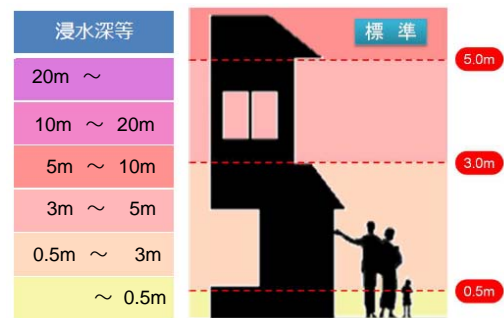 浸水深等
20m ～
10m ～ 20m
5m ～ 10m
3m ～ 5m
0.5m ～ 3m
～ 0.5m
標 準
5.0m
3.0m
0.5m